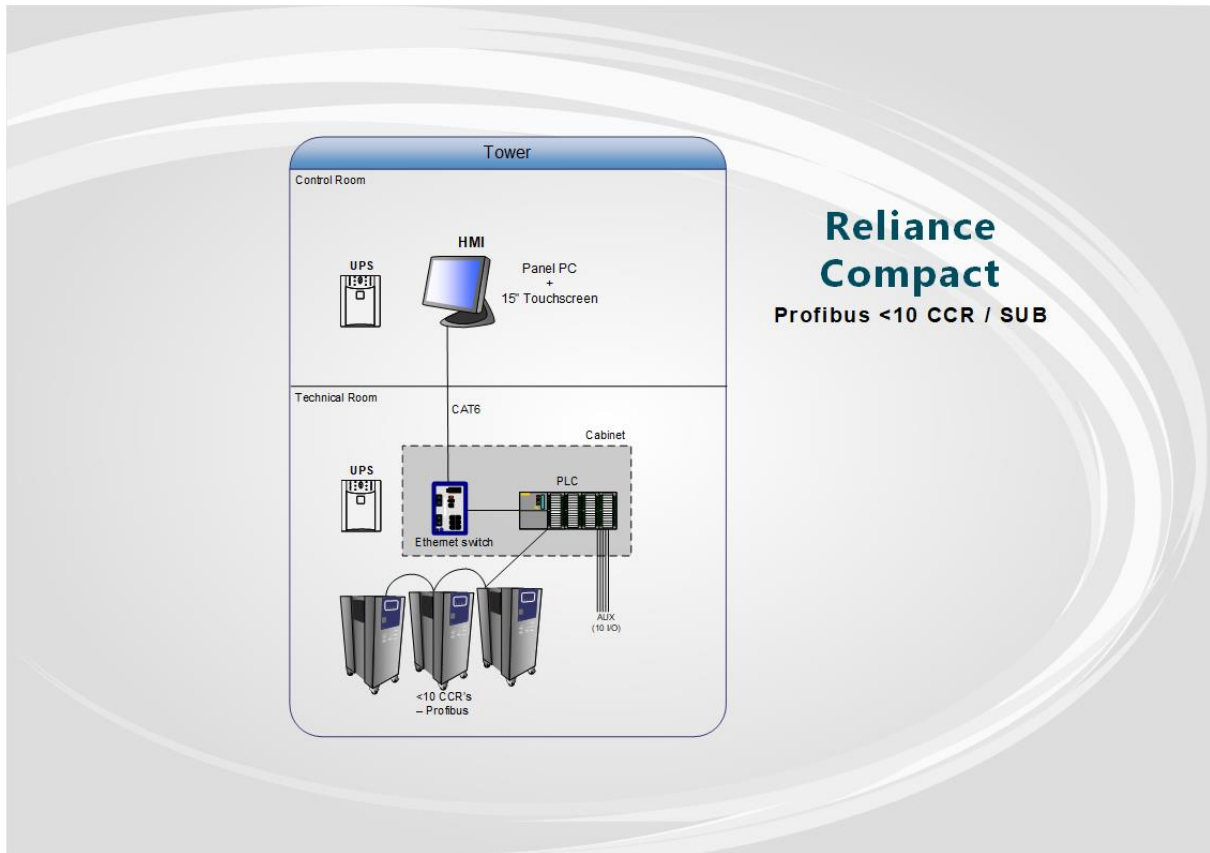 Tower
Control Room
HMI
UPS
Panel PC
+
15" Touchscreen
Reliance
Compact
Profibus <10 CCR / SUB
Technical Room
CAT6
Cabinet
UPS
PLC
Ethernet switch
AUX
(10 I/O)
<10 CCR's
– Profibus